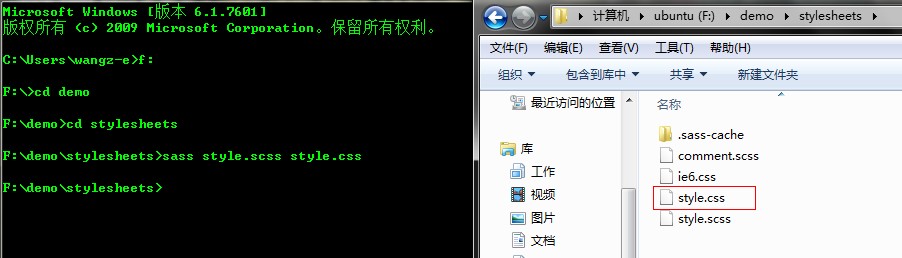 Microsoft Windows [版本 6.1.7601]
版权所有 (c) 2009 Microsoft Corporation。保留所有权利。
C:\Users\wangz-e>f:
F:\>cd demo
F:\demo>cd stylesheets
F:\demo\stylesheets>sass style.scss style.css
F:\demo\stylesheets>
计算机 ubuntu (F:) demo stylesheets
文件(F) 编辑(E) 查看(V) 工具(T) 帮助(H)
组织 包含到库中 共享 新建文件夹
最近访问的位置
库
工作
视频
图片
文档
名称
.sass-cache
comment.scss
ie6.css
style.css
style.scss